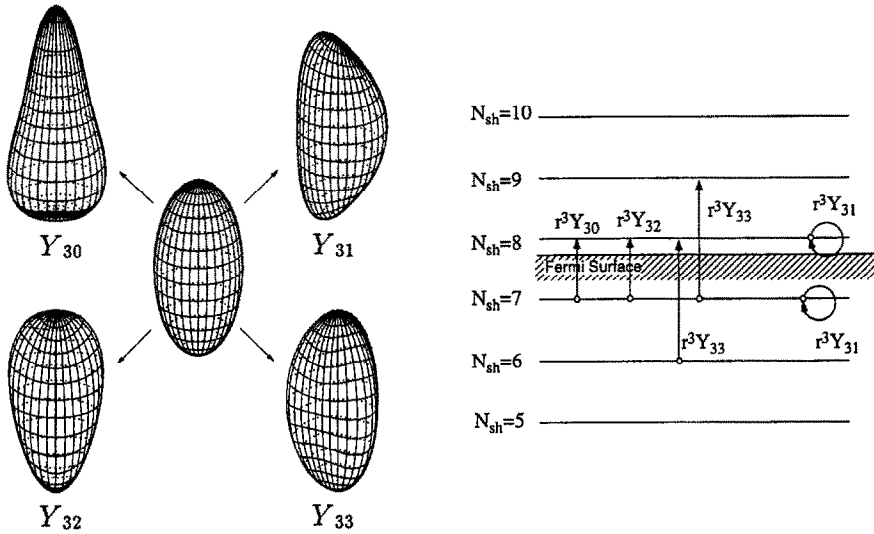 Y30
Y31
Y32
Y33
Nsh=10
Nsh=9
r³Y33
r³Y31
r³Y30
r³Y32
Nsh=8
Fermi Surface
Nsh=7
r³Y33
r³Y31
Nsh=6
Nsh=5